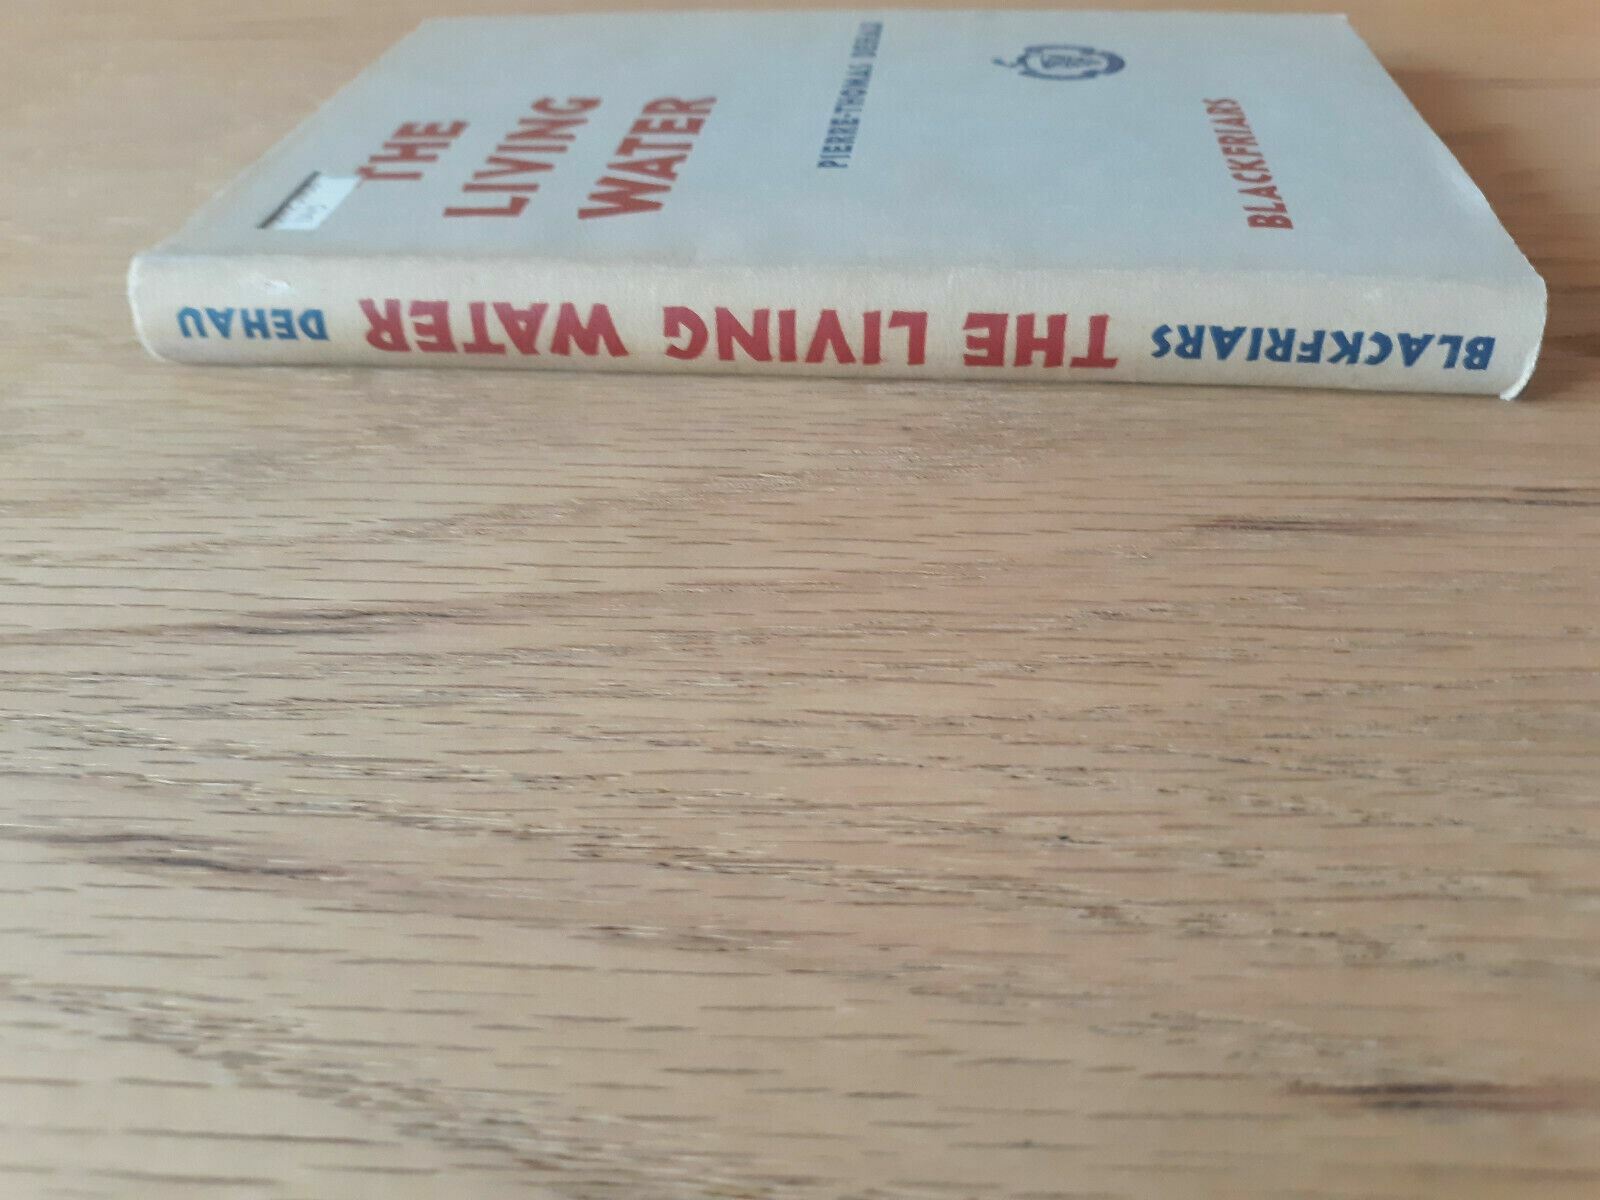 THE
LIVING
WATER
PIERRE-THOMAS DEHAU
BLACKFRIARS
BLACKFRIARS THE LIVING WATER DEHAU